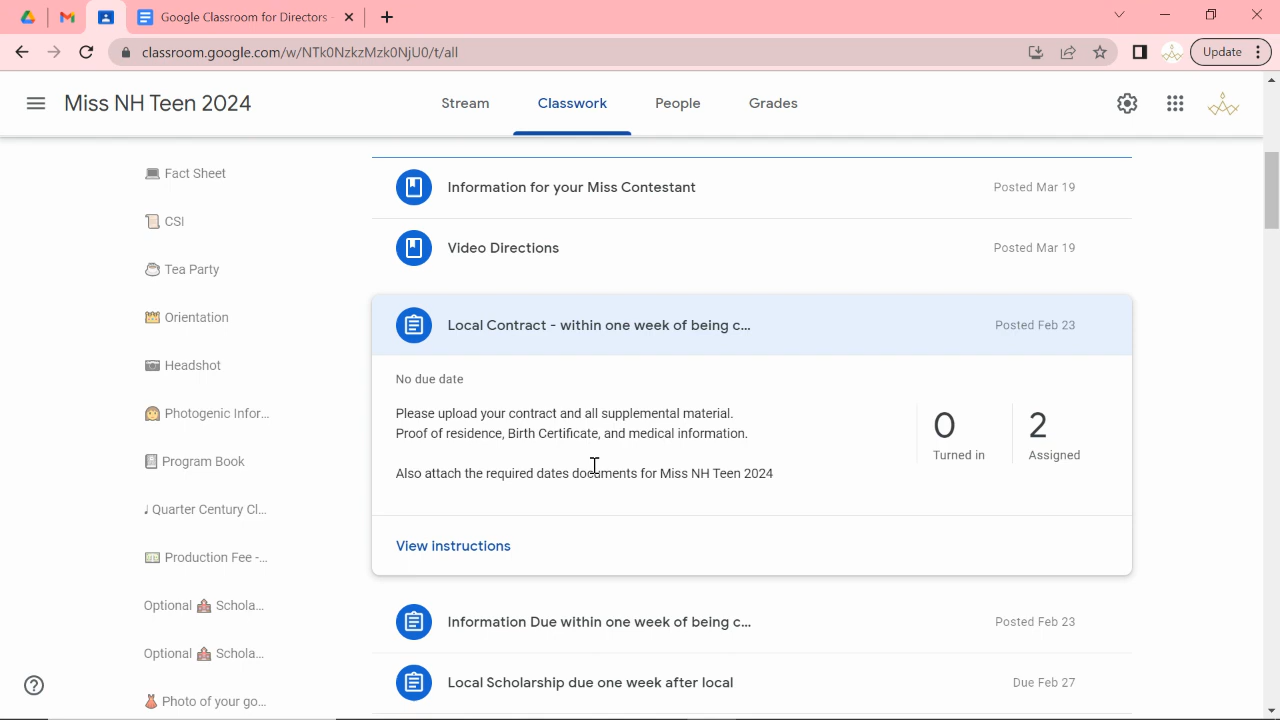 Google Classroom for Directors
classroom.google.com/w/NTk0NzkzMzk0NjU0/t/all
Update
Miss NH Teen 2024
Stream
Classwork
People
Grades
Fact Sheet
CSI
Tea Party
Orientation
Headshot
Photogenic Infor...
Program Book
Quarter Century Cl...
Production Fee -...
Optional Schola...
Optional Schola...
Photo of your go...
Information for your Miss Contestant
Posted Mar 19
Video Directions
Posted Mar 19
Local Contract - within one week of being c...
Posted Feb 23
No due date
Please upload your contract and all supplemental material.
Proof of residence, Birth Certificate, and medical information.
Also attach the required dates documents for Miss NH Teen 2024
0
Turned in
2
Assigned
View instructions
Information Due within one week of being c...
Posted Feb 23
Local Scholarship due one week after local
Due Feb 27